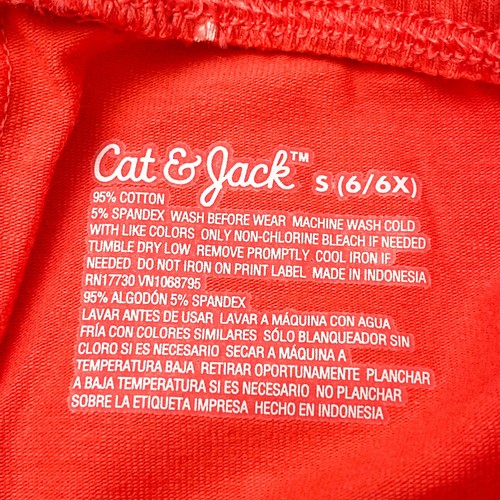 Cat & Jack™ S (6/6X)
95% COTTON
5% SPANDEX WASH BEFORE WEAR MACHINE WASH COLD
WITH LIKE COLORS ONLY NON-CHLORINE BLEACH IF NEEDED
TUMBLE DRY LOW REMOVE PROMPTLY COOL IRON IF
NEEDED DO NOT IRON ON PRINT LABEL MADE IN INDONESIA
RN17730 VN1068795
95% ALGODÓN 5% SPANDEX
LAVAR ANTES DE USAR LAVAR A MÁQUINA CON AGUA
FRÍA CON COLORES SIMILARES SÓLO BLANQUEADOR SIN
CLORO SI ES NECESARIO SECAR A MÁQUINA A
TEMPERATURA BAJA RETIRAR OPORTUNAMENTE PLANCHAR
A BAJA TEMPERATURA SI ES NECESARIO NO PLANCHAR
SOBRE LA ETIQUETA IMPRESA HECHO EN INDONESIA